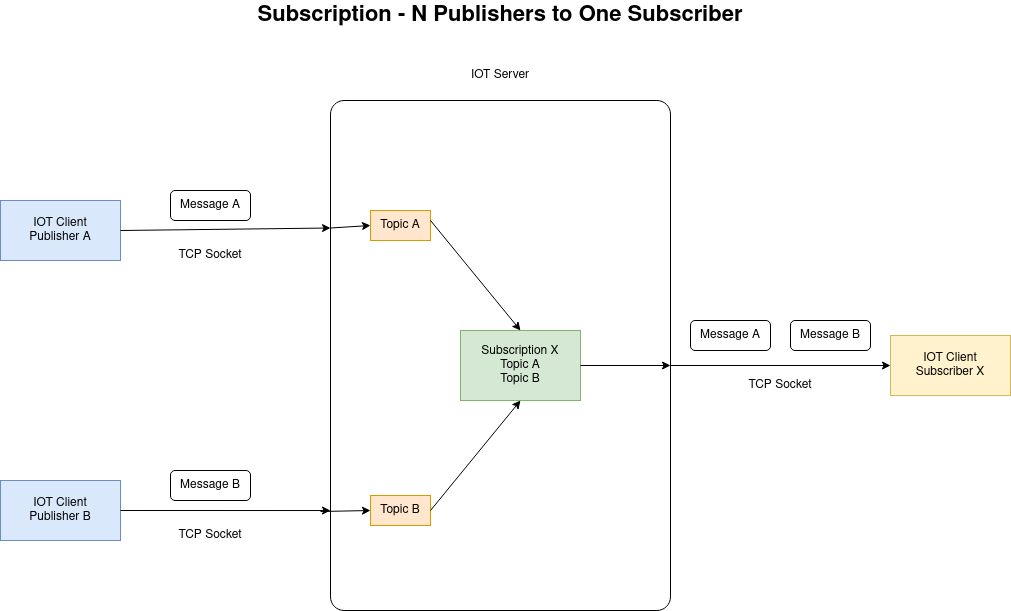 Subscription - N Publishers to One Subscriber
IOT Server
Message A
IOT Client
Publisher A
TCP Socket
Topic A
Subscription X
Topic A
Topic B
Message A
Message B
IOT Client
Subscriber X
TCP Socket
Message B
IOT Client
Publisher B
TCP Socket
Topic B